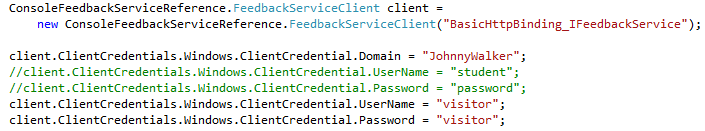 ConsoleFeedbackServiceReference.FeedbackServiceClient client =
new ConsoleFeedbackServiceReference.FeedbackServiceClient("BasicHttpBinding_IFeedbackService");
client.ClientCredentials.Windows.ClientCredential.Domain = "JohnnyWalker";
//client.ClientCredentials.Windows.ClientCredential.UserName = "student";
//client.ClientCredentials.Windows.ClientCredential.Password = "password";
client.ClientCredentials.Windows.ClientCredential.UserName = "visitor";
client.ClientCredentials.Windows.ClientCredential.Password = "visitor";